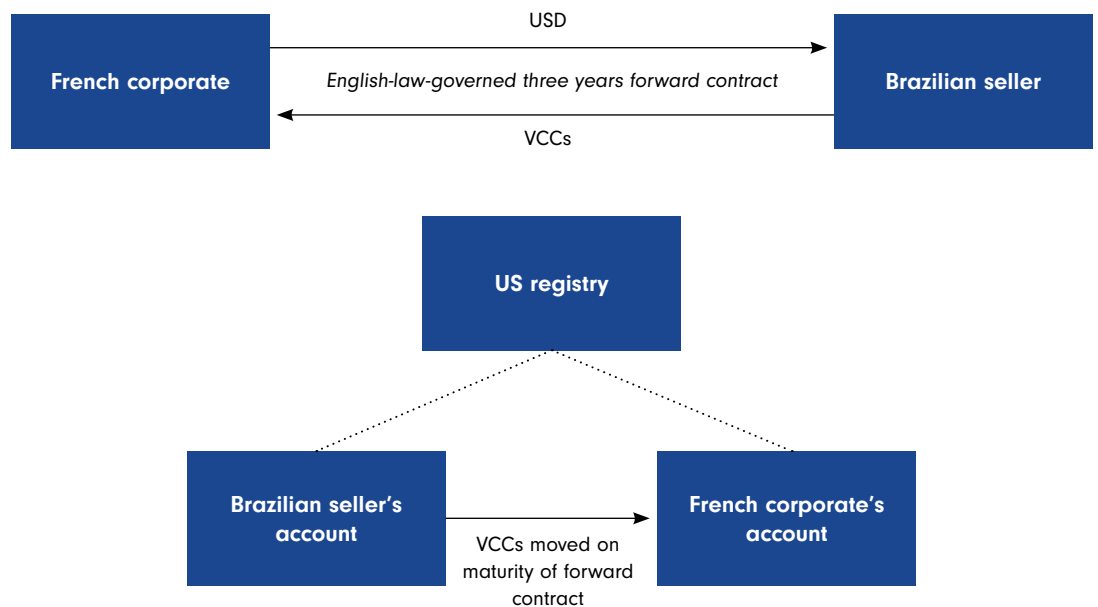 USD
French corporate
English-law-governed three years forward contract
Brazilian seller
VCCs
US registry
Brazilian seller's
account
French corporate's
account
VCCs moved on
maturity of forward
contract